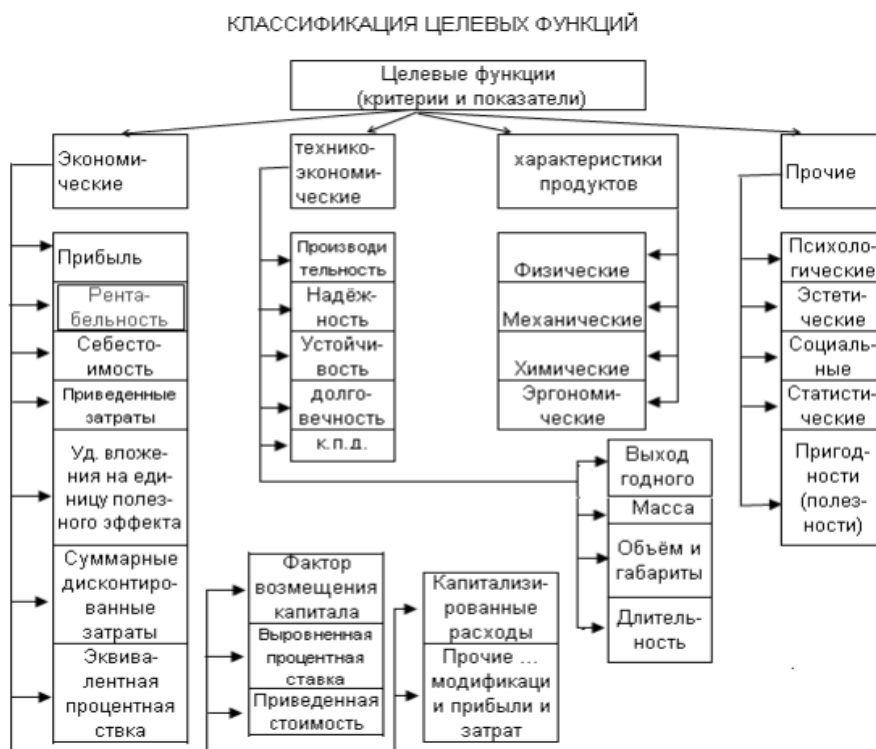 КЛАССИФИКАЦИЯ ЦЕЛЕВЫХ ФУНКЦИЙ
Целевые функции
(критерии и показатели)
Экономи-
ческие
технико-
экономи-
ческие
характеристики
продуктов
Прочие
Прибыль
Рента-
бельность
Себесто-
имость
Приведенные
затраты
Уд. вложе-
ния на еди-
ницу полез-
ного эффекта
Суммарные
дисконтиро-
ванные
затраты
Эквива-
лентная
процентная
ствка
Фактор
возмещения
капитала
Выровненная
процентная
ставка
Приведенная
стоимость
Капитализи-
рованные
расходы
Прочие ...
модификаци
и прибыли и
затрат
Производи
тельность
Надёж-
ность
Устойчи-
вость
долго-
вечность
к.п.д.
Выход
годного
Масса
Объём и
габариты
Длитель-
ность
Физические
Механические
Химические
Эргономи-
ческие
Психоло-
гические
Эстети-
ческие
Социаль-
ные
Статисти-
ческие
Пригод-
ности
(полез-
ности)